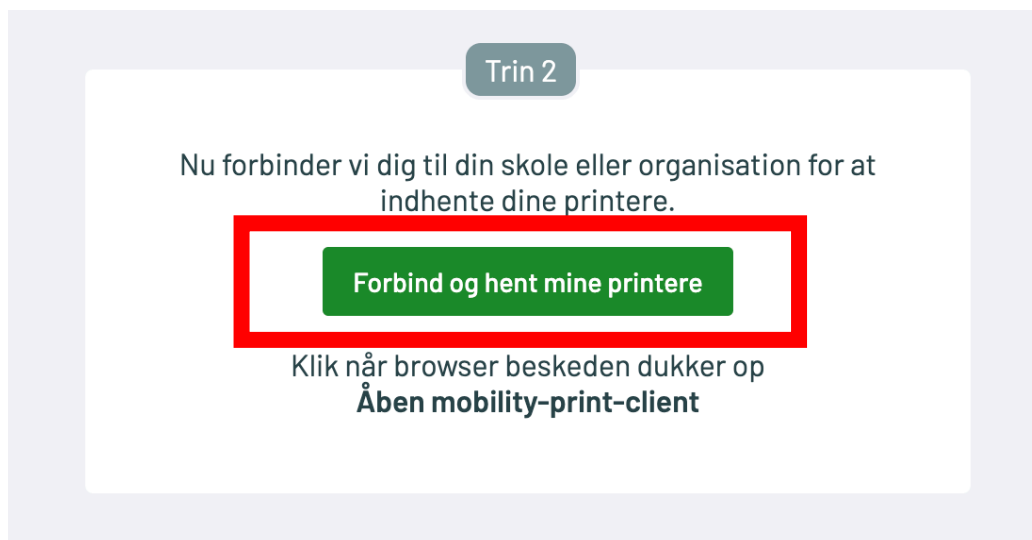 Trin 2
Nu forbinder vi dig til din skole eller organisation for at
indhente dine printere.
Forbind og hent mine printere
Klik når browser beskeden dukker op
Åben mobility-print-client